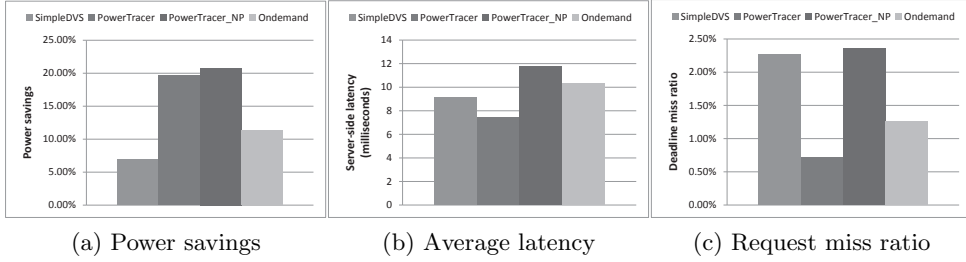 SimpleDVS PowerTracer PowerTracer_NP Ondemand
25.00%
20.00%
15.00%
10.00%
5.00%
0.00%
Power savings
(a) Power savings
SimpleDVS PowerTracer PowerTracer_NP Ondemand
14
12
10
8
6
4
2
0
Server-side latency
(milliseconds)
(b) Average latency
SimpleDVS PowerTracer PowerTracer_NP Ondemand
2.50%
2.00%
1.50%
1.00%
0.50%
0.00%
Deadline miss ratio
(c) Request miss ratio